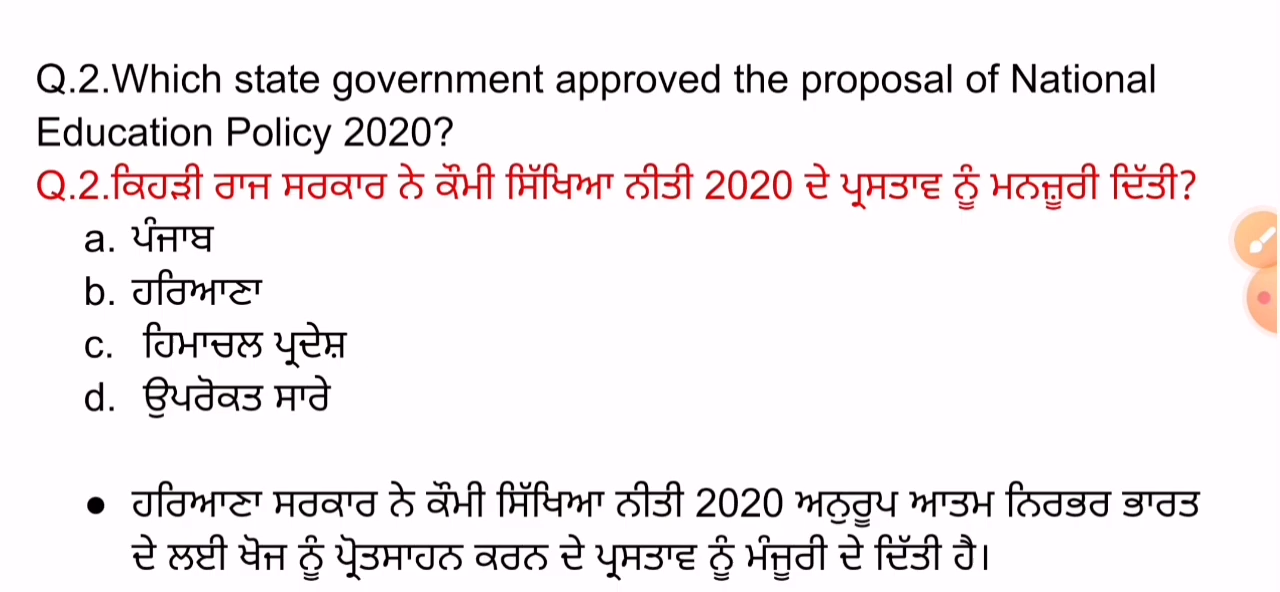 Q.2.Which state government approved the proposal of National
Education Policy 2020?
Q.2.ਕਿਹੜੀ ਰਾਜ ਸਰਕਾਰ ਨੇ ਕੌਮੀ ਸਿੱਖਿਆ ਨੀਤੀ 2020 ਦੇ ਪ੍ਰਸਤਾਵ ਨੂੰ ਮਨਜ਼ੂਰੀ ਦਿੱਤੀ?
a. ਪੰਜਾਬ
b. ਹਰਿਆਣਾ
c. ਹਿਮਾਚਲ ਪ੍ਰਦੇਸ਼
d. ਉਪਰੋਕਤ ਸਾਰੇ
● ਹਰਿਆਣਾ ਸਰਕਾਰ ਨੇ ਕੌਮੀ ਸਿੱਖਿਆ ਨੀਤੀ 2020 ਅਨੁਰੂਪ ਆਤਮ ਨਿਰਭਰ ਭਾਰਤ
ਦੇ ਲਈ ਖੋਜ ਨੂੰ ਪ੍ਰੋਤਸਾਹਨ ਕਰਨ ਦੇ ਪ੍ਰਸਤਾਵ ਨੂੰ ਮੰਜੂਰੀ ਦੇ ਦਿੱਤੀ ਹੈ।